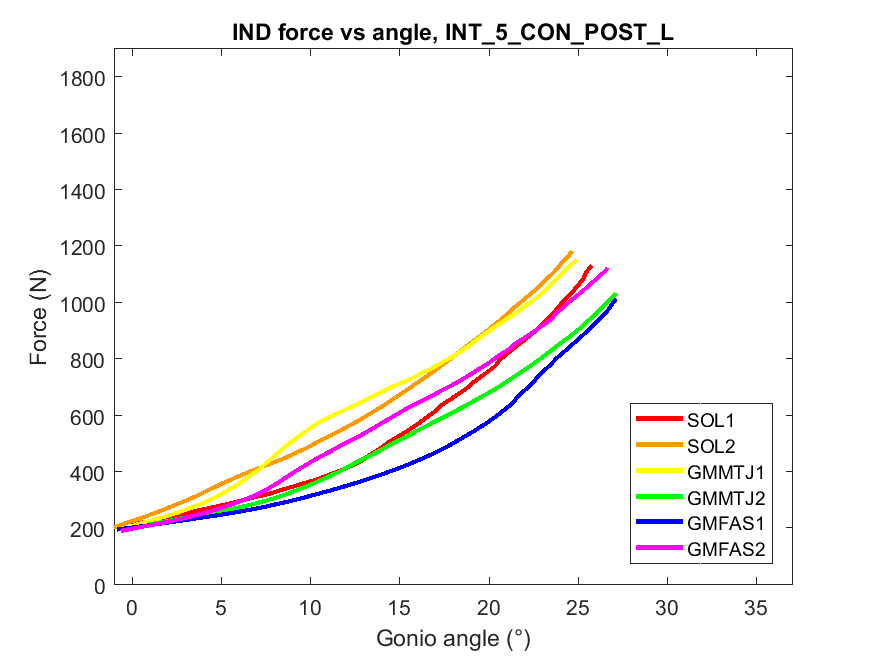 IND force vs angle, INT_5_CON_POST_L
1800
1600
1400
1200
1000
800
600
400
200
0
Force (N)
0 5 10 15 20 25 30 35
Gonio angle (°)
SOL1
SOL2
GMMTJ1
GMMTJ2
GMFAS1
GMFAS2